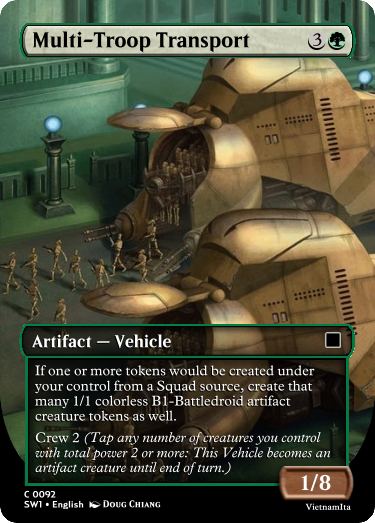 Multi-Troop Transport 3
Artifact — Vehicle
If one or more tokens would be created under
your control from a Squad source, create that
many 1/1 colorless B1-Battledroid artifact
creature tokens as well.
Crew 2 (Tap any number of creatures you control
with total power 2 or more: This Vehicle becomes an
artifact creature until end of turn.)
1/8
C 0092
SW1 • English Doug Chiang
VietnamIta